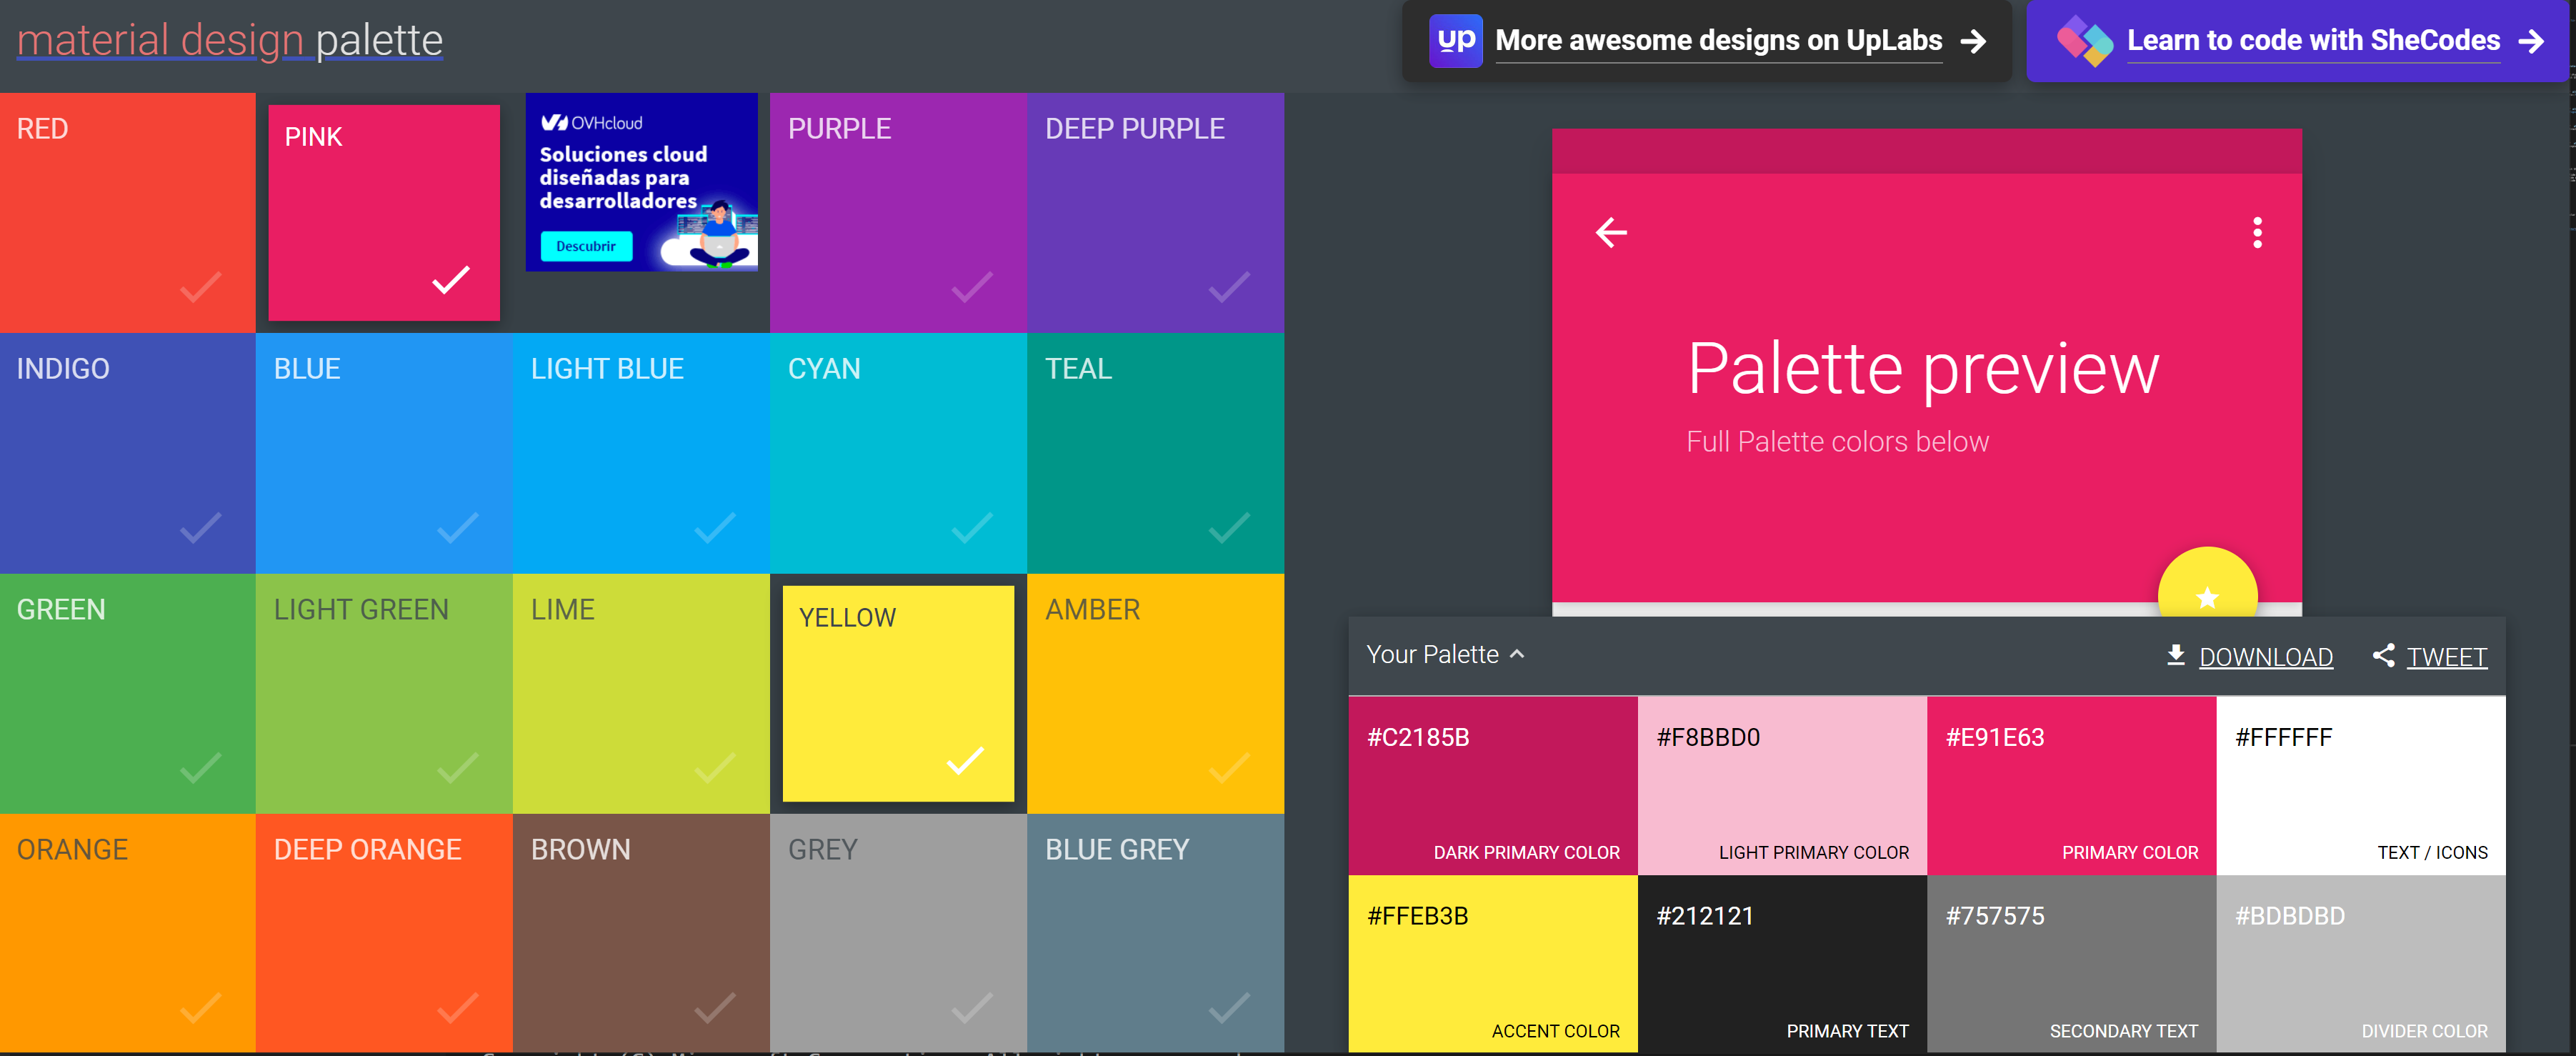 material design palette
up More awesome designs on UpLabs
Learn to code with SheCodes
RED
PINK
OVHcloud
Soluciones cloud
diseñadas para
desarrolladores
Descubrir
PURPLE
DEEP PURPLE
INDIGO
BLUE
LIGHT BLUE
CYAN
TEAL
GREEN
LIGHT GREEN
LIME
YELLOW
AMBER
ORANGE
DEEP ORANGE
BROWN
GREY
BLUE GREY
Palette preview
Full Palette colors below
Your Palette
DOWNLOAD
TWEET
#C2185B
DARK PRIMARY COLOR
#F8BBD0
LIGHT PRIMARY COLOR
#E91E63
PRIMARY COLOR
#FFFFFF
TEXT / ICONS
#FFEB3B
ACCENT COLOR
#212121
PRIMARY TEXT
#757575
SECONDARY TEXT
#BDBDBD
DIVIDER COLOR